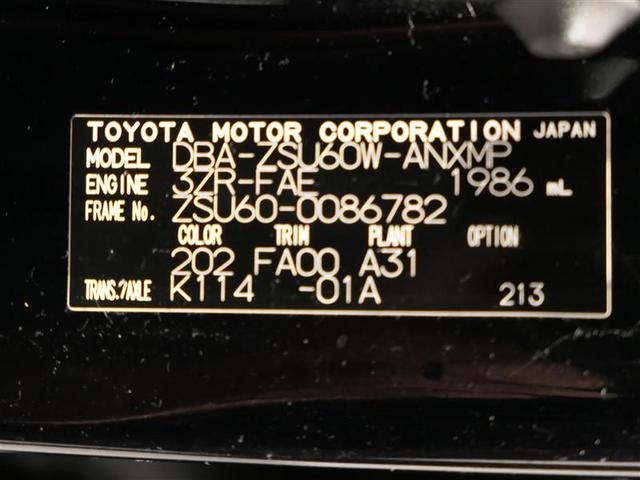 TOYOTA MOTOR CORPORATION JAPAN
MODEL DBA-ZSU60W-ANXMP
ENGINE 3ZR-FAE 1986 mL
FRAME No. ZSU60-0086782
COLOR TRIM PLANT OPTION
202 FA00 A31
TRANS./AXLE K114 -01A 213